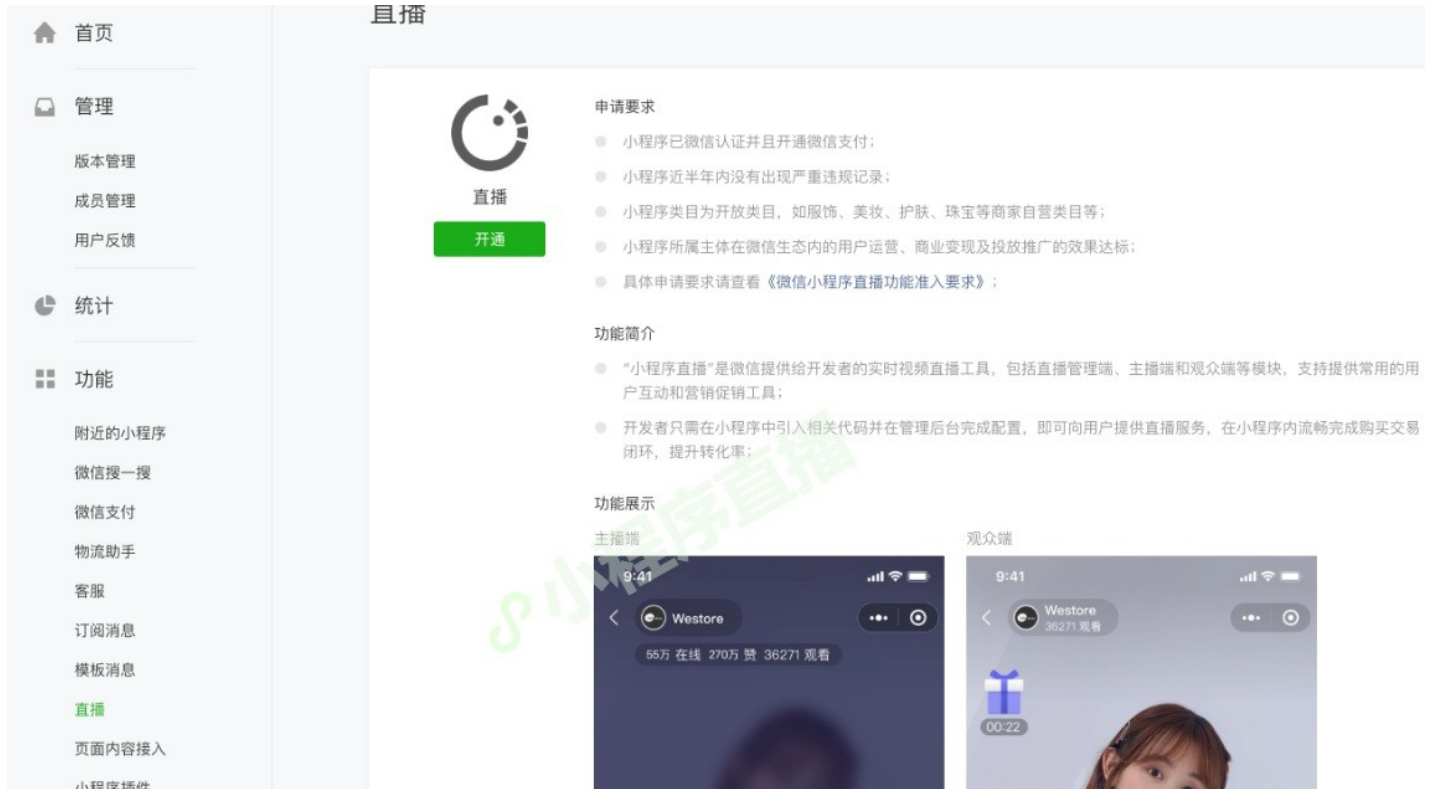 直播
首页
管理
版本管理
成员管理
用户反馈
统计
功能
附近的小程序
微信搜一搜
微信支付
物流助手
客服
订阅消息
模板消息
直播
页面内容接入
小程序插件
直播
开通
申请要求
小程序已微信认证并且开通微信支付；
小程序近半年内没有出现严重违规记录；
小程序类目为开放类目，如服饰、美妆、护肤、珠宝等商家自营类目等；
小程序所属主体在微信生态内的用户运营、商业变现及投放推广的效果达标；
具体申请要求请查看《微信小程序直播功能准入要求》；
功能简介
“小程序直播”是微信提供给开发者的实时视频直播工具，包括直播管理端、主播端和观众端等模块，支持提供常用的用
户互动和营销促销工具；
开发者只需在小程序中引入相关代码并在管理后台完成配置，即可向用户提供直播服务，在小程序内流畅完成购买交易
闭环，提升转化率；
功能展示
主播端
9:41
Westore
55万 在线 270万 赞 36271 观看
观众端
9:41
Westore
36271 观看
00:22
小程序直播